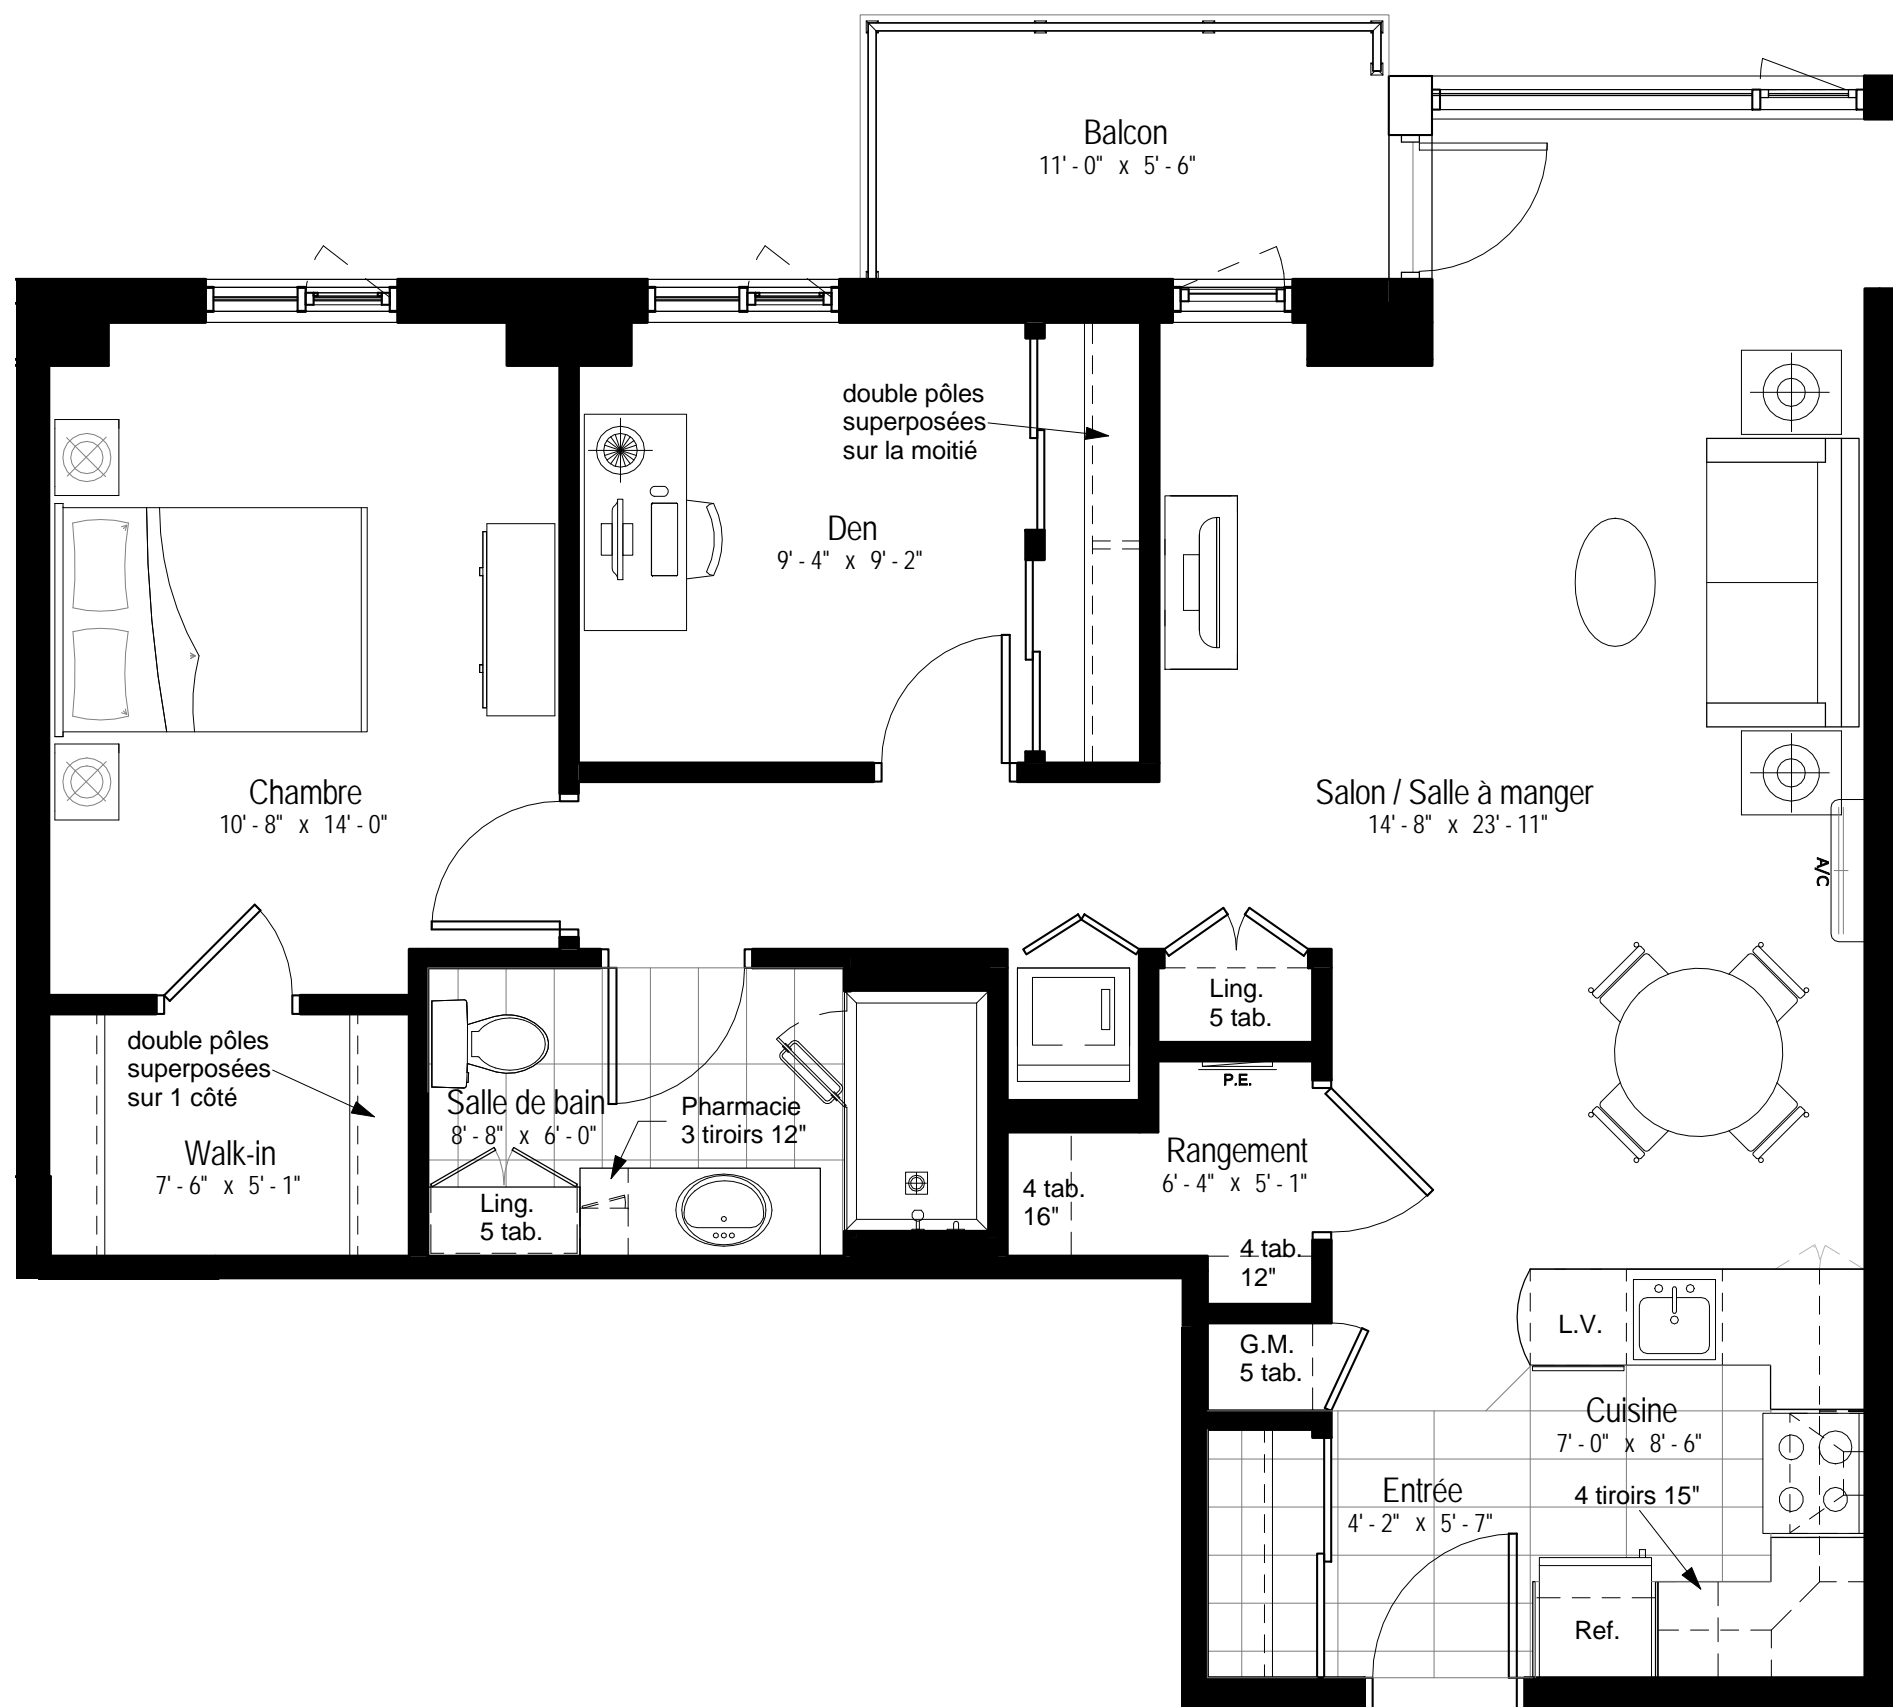 Balcon
11' - 0" x 5' - 6"
double pôles
superposées
sur la moitié
Den
9' - 4" x 9' - 2"
Chambre
10' - 8" x 14' - 0"
Salon / Salle à manger
14' - 8" x 23' - 11"
A/C
double pôles
superposées
sur 1 côté
Walk-in
7' - 6" x 5' - 1"
Salle de bain
8' - 8" x 6' - 0"
Pharmacie
3 tiroirs 12"
Ling.
5 tab.
Ling.
5 tab.
P.E.
Rangement
6' - 4" x 5' - 1"
4 tab.
16"
4 tab.
12"
G.M.
5 tab.
L.V.
Cuisine
7' - 0" x 8' - 6"
Entrée
4' - 2" x 5' - 7"
4 tiroirs 15"
Ref.